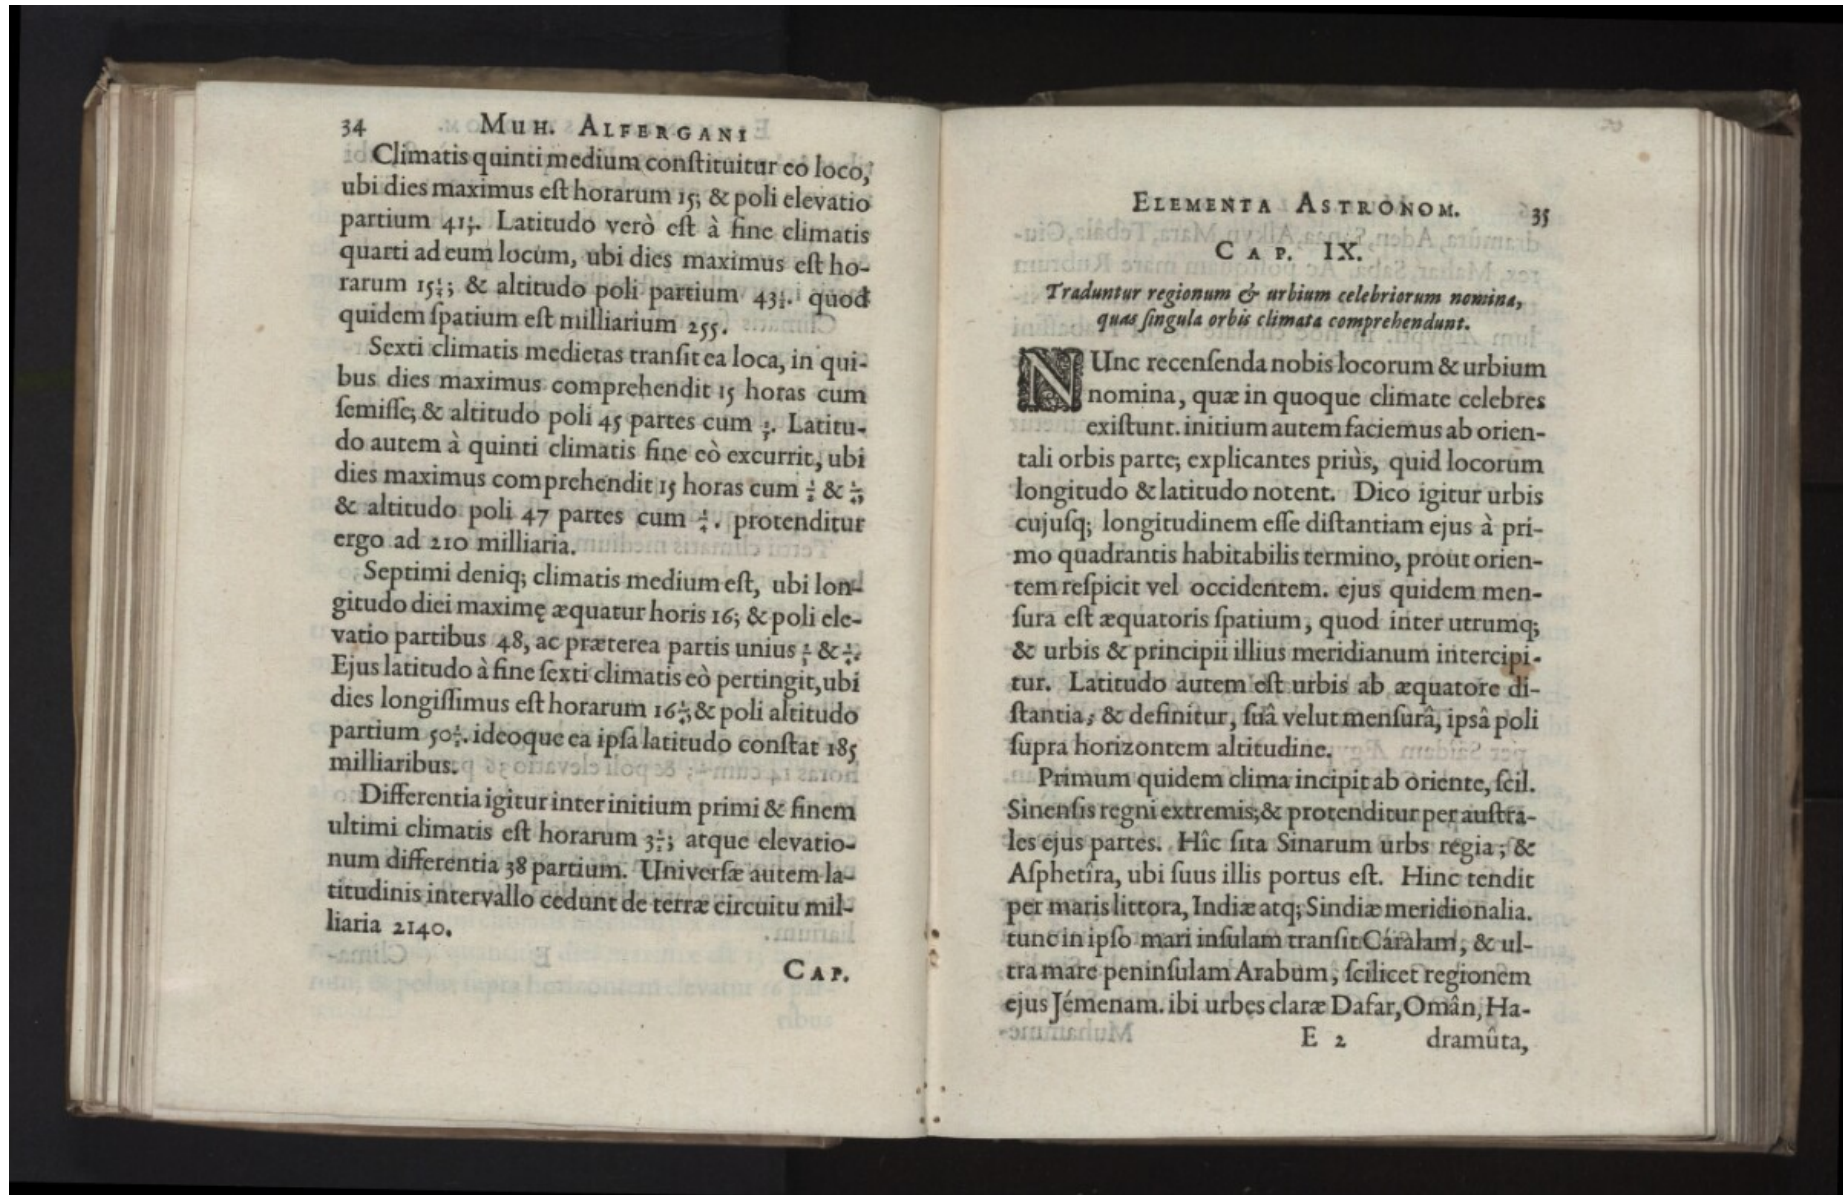 34 MUH. ALFERGANI
Climatis quinti medium conſtituitur eo loco,
ubi dies maximus eſt horarum 15; & poli elevatio
partium 41⅓. Latitudo verò eſt à fine climatis
quarti ad eum locum, ubi dies maximus eſt ho-
rarum 15¼; & altitudo poli partium 43½. quod
quidem ſpatium eſt milliarium 255.
Sexti climatis medietas tranſit ea loca, in qui-
bus dies maximus comprehendit 15 horas cum
ſemiſſe; & altitudo poli 45 partes cum ⅖. Latitu-
do autem à quinti climatis fine eò excurrit, ubi
dies maximus comprehendit 15 horas cum ½ & ¼;
& altitudo poli 47 partes cum ¼. protenditur
ergo ad 210 milliaria.
Septimi deniq; climatis medium eſt, ubi lon-
gitudo diei maximę æquatur horis 16; & poli ele-
vatio partibus 48, ac præterea partis unius &
Ejus latitudo à fine ſexti climatis eò pertingit, ubi
dies longiſſimus eſt horarum 16¼; & poli altitudo
partium 50½. ideoque ea ipſa latitudo conſtat 185
milliaribus.
Differentia igitur inter initium primi & finem
ultimi climatis eſt horarum 3½; atque elevatio-
num differentia 38 partium. Univerſæ autem la-
titudinis intervallo cedunt de terræ circuitu mil-
liaria 2140.
CAP.
ELEMENTA ASTRONOM. 35
CAP. IX.
Traduntur regionum & urbium celebriorum nomina,
quas ſingula orbis climata comprehendunt.
NUnc recenſenda nobis locorum & urbium
nomina, quæ in quoque climate celebres
exiſtunt. initium autem faciemus ab orien-
tali orbis parte; explicantes priùs, quid locorum
longitudo & latitudo notent. Dico igitur urbis
cujuſq; longitudinem eſſe diſtantiam ejus à pri-
mo quadrantis habitabilis termino, prout orien-
tem reſpicit vel occidentem. ejus quidem men-
ſura eſt æquatoris ſpatium, quod inter utrumq;
& urbis & principii illius meridianum intercipi-
tur. Latitudo autem eſt urbis ab æquatore di-
ſtantia; & definitur, ſuâ velut menſurâ, ipſâ poli
ſupra horizontem altitudine.
Primum quidem clima incipit ab oriente, ſcil.
Sinenſis regni extremis; & protenditur per auſtra-
les ejus partes. Hîc ſita Sinarum urbs regia; &
Aſphetîra, ubi ſuus illis portus eſt. Hinc tendit
per maris littora, Indiæ atq; Sindiæ meridionalia.
tunc in ipſo mari inſulam tranſit Cáralam, & ul-
tra mare peninſulam Arabum, ſcilicet regionem
ejus Jémenam. ibi urbes claræ Dafar, Omân, Ha-
E 2 dramûta,